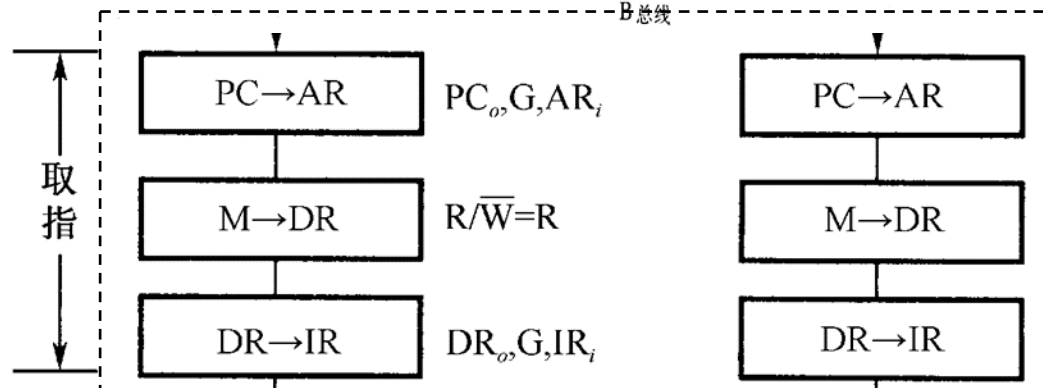 B总线
PC→AR PCₒ,G,ARᵢ PC→AR
取指
M→DR R/W̅=R M→DR
DR→IR DRₒ,G,IRᵢ DR→IR